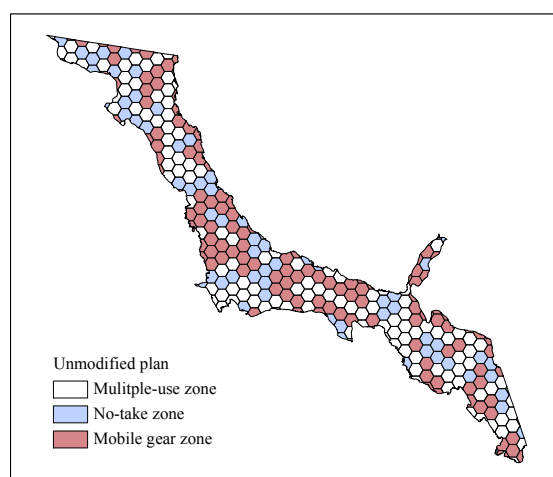 Unmodified plan
Mulitple-use zone
No-take zone
Mobile gear zone